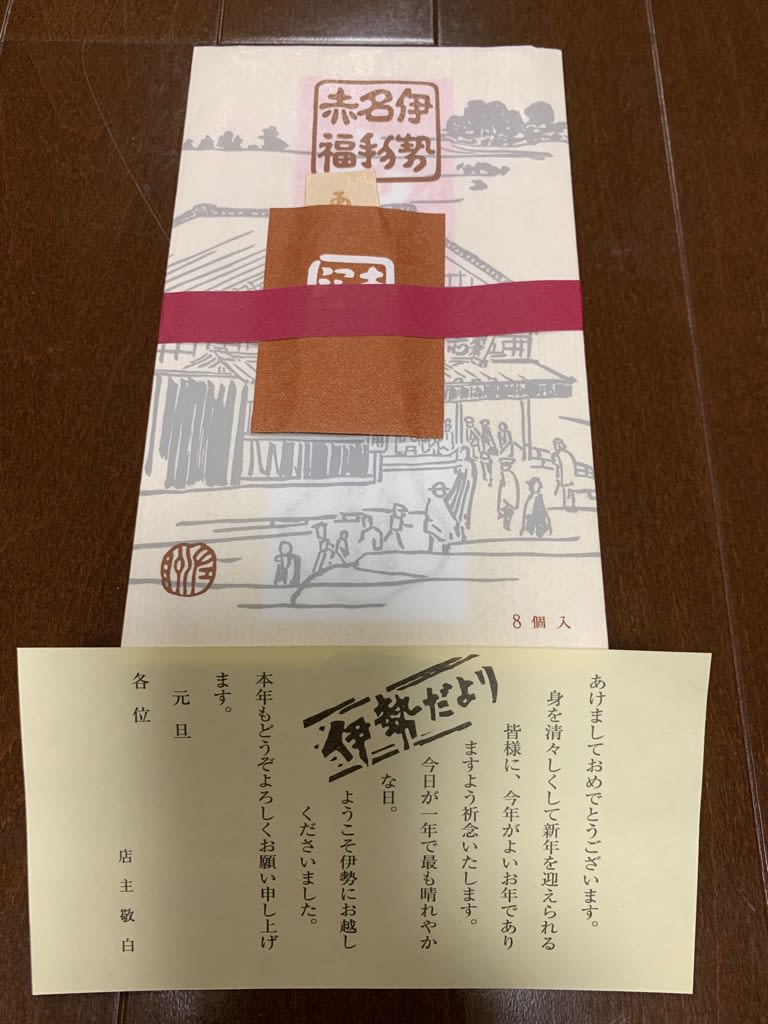 伊勢
名物
赤福
8個入
伊勢だより
あけましておめでとうございます。
身を清々しくして新年を迎えられる
皆様に、今年がよいお年であり
ますよう祈念いたします。
今日が一年で最も晴れやか
な日。
ようこそ伊勢にお越し
くださいました。
本年もどうぞよろしくお願い申し上げ
ます。
元旦
各位
店主敬白